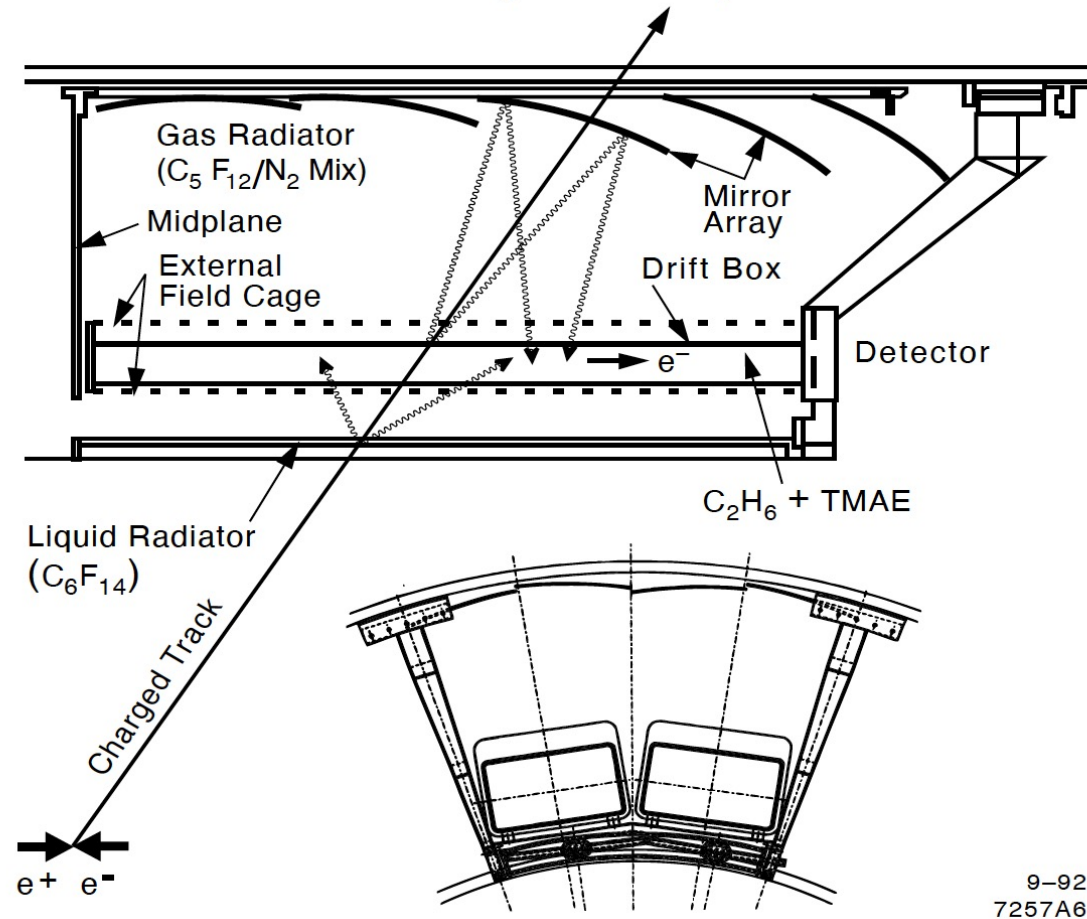 Gas Radiator
(C₅ F₁₂/N₂ Mix)
Midplane
External
Field Cage
Mirror
Array
Drift Box
e⁻
Detector
C₂H₆ + TMAE
Liquid Radiator
(C₆F₁₄)
Charged Track
e+ e-
9–92
7257A6